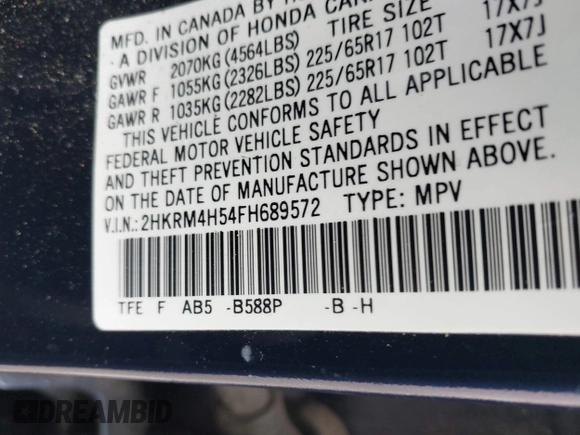 MFD. IN CANADA BY
A DIVISION OF HONDA CAN
TIRE SIZE
GVWR 2070KG (4564LBS)
GAWR F 1055KG (2326LBS) 225/65R17 102T 17X7J
GAWR R 1035KG (2282LBS) 225/65R17 102T 17X7J
THIS VEHICLE CONFORMS TO ALL APPLICABLE
FEDERAL MOTOR VEHICLE SAFETY
AND THEFT PREVENTION STANDARDS IN EFFECT
ON THE DATE OF MANUFACTURE SHOWN ABOVE.
V.I.N.: 2HKRM4H54FH689572 TYPE: MPV
TFE F AB5 -B588P -B -H
DREAMBID